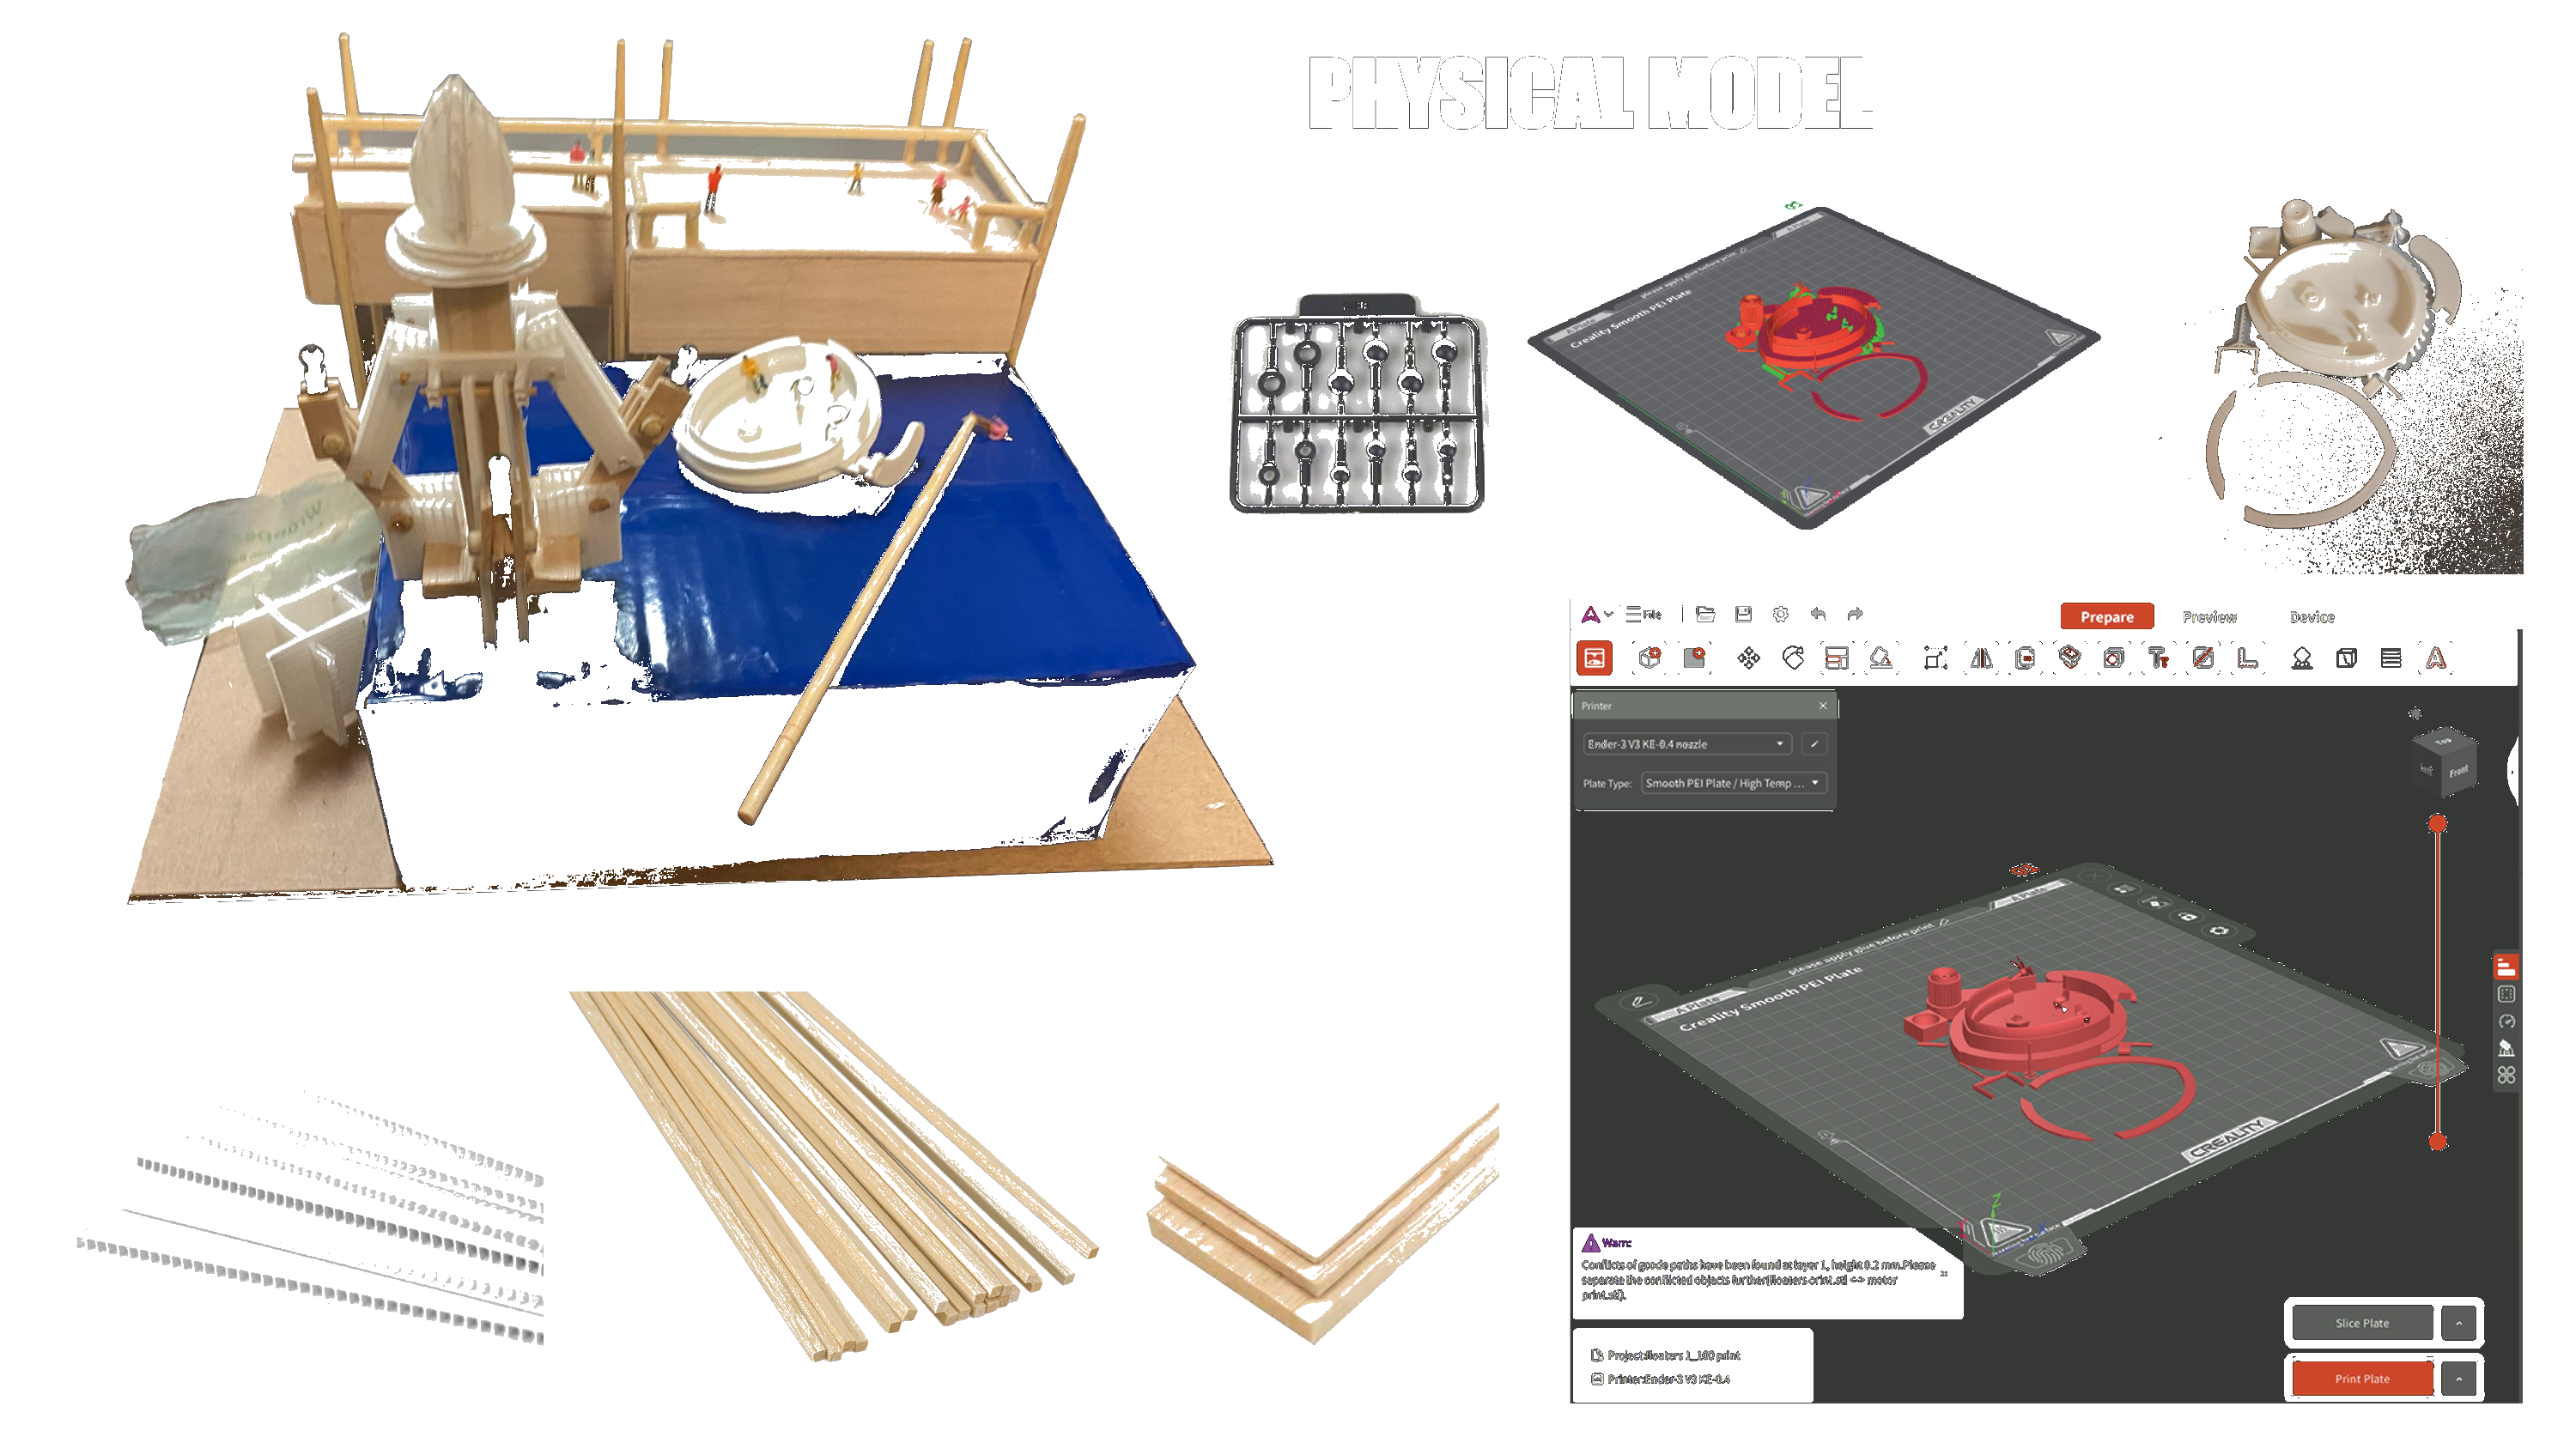 PHYSICAL MODEL
please apply glue before print
Creality Smooth PEI Plate
CREALITY
File
Prepare
Preview
Device
Printer
Ender-3 V3 KE-0.4 nozzle
Plate Type:
Smooth PEI Plate / High Temp ...
Top
Front
please apply glue before print
Creality Smooth PEI Plate
CREALITY
Z
Warn:
Conflicts of gcode paths have been found at layer 1, height 0.2 mm.Please
separate the conflicted objects further(floaters print.stl <-> motor
print.stl).
Project:floaters 1_100 print
Printer:Ender-3 V3 KE-0.4
Slice Plate
Print Plate